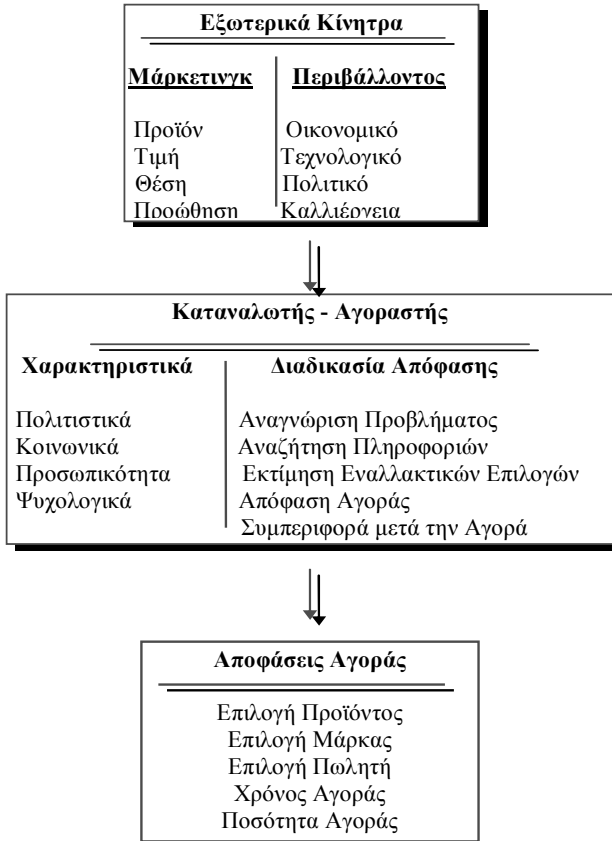 Εξωτερικά Κίνητρα
Μάρκετινγκ Περιβάλλοντος
Προϊόν Οικονομικό
Τιμή Τεχνολογικό
Θέση Πολιτικό
Προώθηση Καλλιέργεια
Καταναλωτής - Αγοραστής
Χαρακτηριστικά Διαδικασία Απόφασης
Πολιτιστικά Αναγνώριση Προβλήματος
Κοινωνικά Αναζήτηση Πληροφοριών
Προσωπικότητα Εκτίμηση Εναλλακτικών Επιλογών
Ψυχολογικά Απόφαση Αγοράς
Συμπεριφορά μετά την Αγορά
Αποφάσεις Αγοράς
Επιλογή Προϊόντος
Επιλογή Μάρκας
Επιλογή Πωλητή
Χρόνος Αγοράς
Ποσότητα Αγοράς